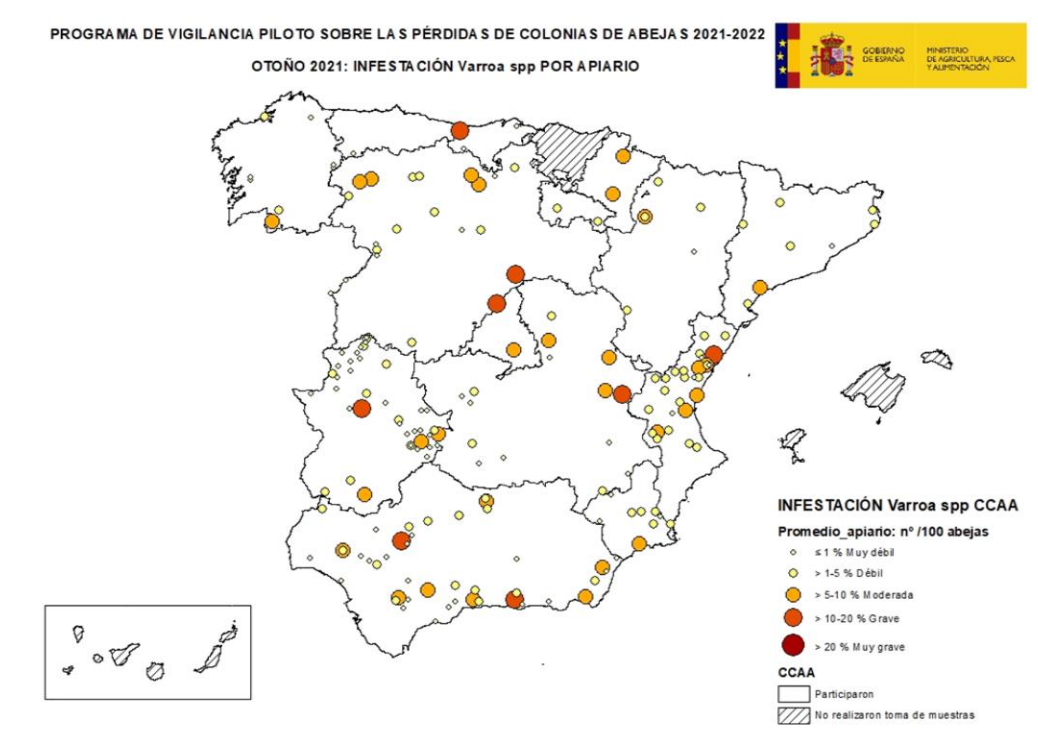 PROGRAMA DE VIGILANCIA PILOTO SOBRE LAS PÉRDIDAS DE COLONIAS DE ABEJAS 2021-2022
OTOÑO 2021: INFESTACIÓN Varroa spp POR APIARIO
GOBIERNO
DE ESPAÑA
MINISTERIO
DE AGRICULTURA, PESCA
Y ALIMENTACIÓN
INFESTACIÓN Varroa spp CCAA
Promedio_apiario: nº /100 abejas
≤ 1 % Muy débil
> 1-5 % Débil
> 5-10 % Moderada
> 10-20 % Grave
> 20 % Muy grave
CCAA
Participaron
No realizaron toma de muestras